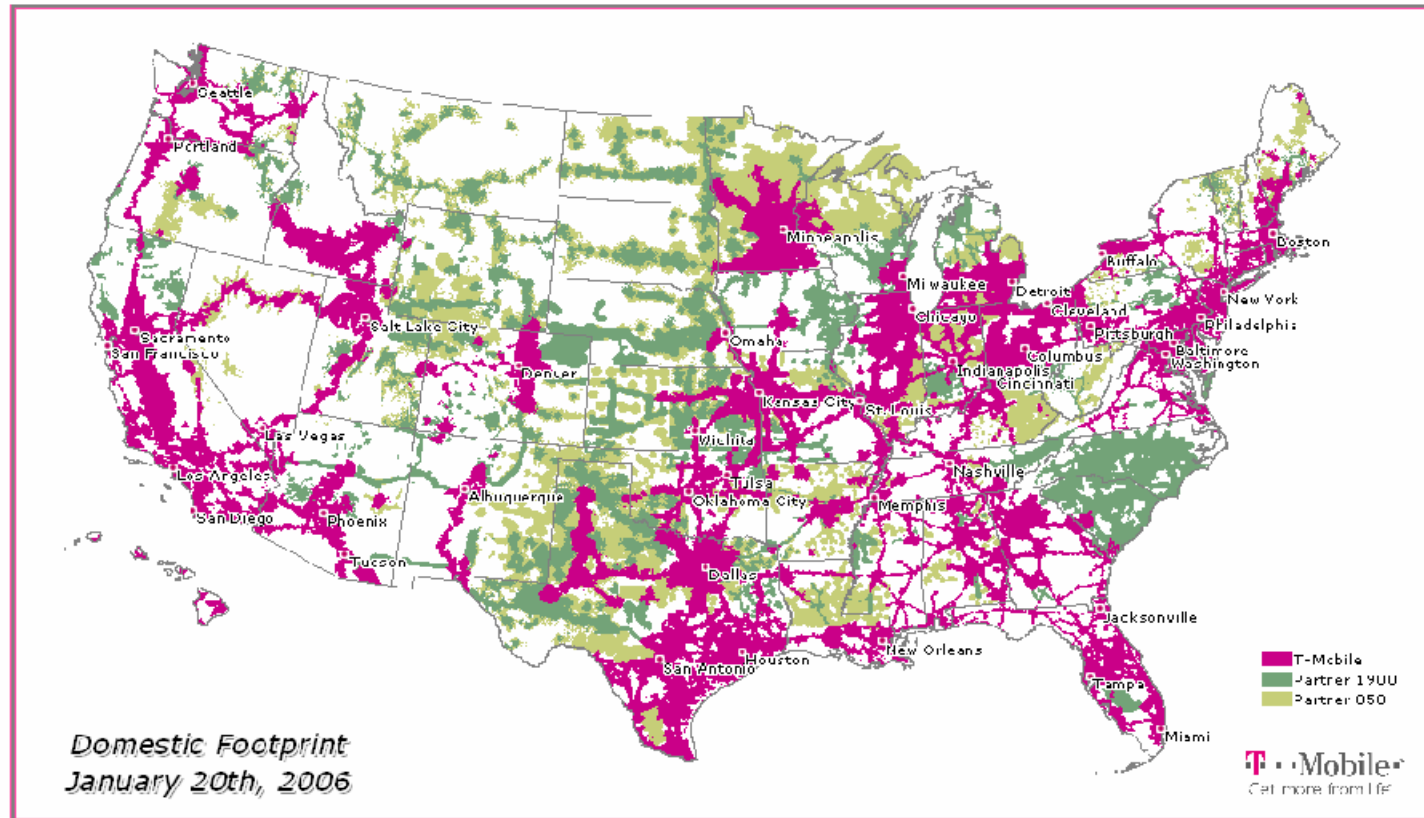 Seattle
Portland
Minneapolis
Boston
Buffalo
Milwaukee
Detroit
New York
Cleveland
Chicago
Philadelphia
Salt Lake City
Pittsburgh
Sacramento
Omaha
San Francisco
Columbus
Baltimore
Washington
Denver
Indianapolis
Cincinnati
Kansas City
St. Louis
Las Vegas
Wichita
Nashville
Los Angeles
Tulsa
Albuquerque
Oklahoma City
Memphis
San Diego
Phoenix
Tucson
Dallas
Jacksonville
New Orleans
Houston
San Antonio
T-Mobile
Partner 1900
Tampa
Partner 850
Miami
Domestic Footprint
January 20th, 2006
T-Mobile
Get more from life